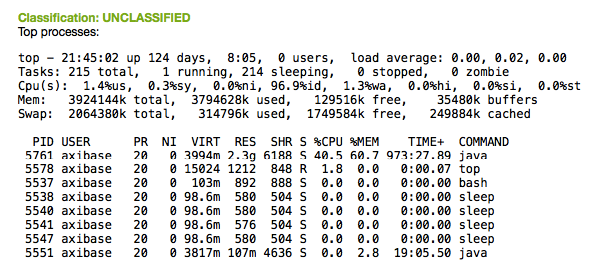 Classification: UNCLASSIFIED
Top processes:
top - 21:45:02 up 124 days,  8:05,  0 users,  load average: 0.00, 0.02, 0.00
Tasks: 215 total,   1 running, 214 sleeping,   0 stopped,   0 zombie
Cpu(s):  1.4%us,  0.3%sy,  0.0%ni, 96.9%id,  1.3%wa,  0.0%hi,  0.0%si,  0.0%st
Mem:   3924144k total,  3794628k used,   129516k free,    35480k buffers
Swap:  2064380k total,   314796k used,  1749584k free,   249884k cached
  PID USER      PR  NI  VIRT  RES  SHR S %CPU %MEM    TIME+  COMMAND
 5761 axibase   20   0 3994m 2.3g 6188 S 40.5 60.7 973:27.89 java
 5578 axibase   20   0 15024 1212  848 R  1.8  0.0   0:00.07 top
 5537 axibase   20   0  103m  892  888 S  0.0  0.0   0:00.00 bash
 5538 axibase   20   0 98.6m  580  504 S  0.0  0.0   0:00.00 sleep
 5540 axibase   20   0 98.6m  580  504 S  0.0  0.0   0:00.00 sleep
 5541 axibase   20   0 98.6m  576  504 S  0.0  0.0   0:00.00 sleep
 5547 axibase   20   0 98.6m  580  504 S  0.0  0.0   0:00.00 sleep
 5551 axibase   20   0 3817m 107m 4636 S  0.0  2.8  19:05.50 java